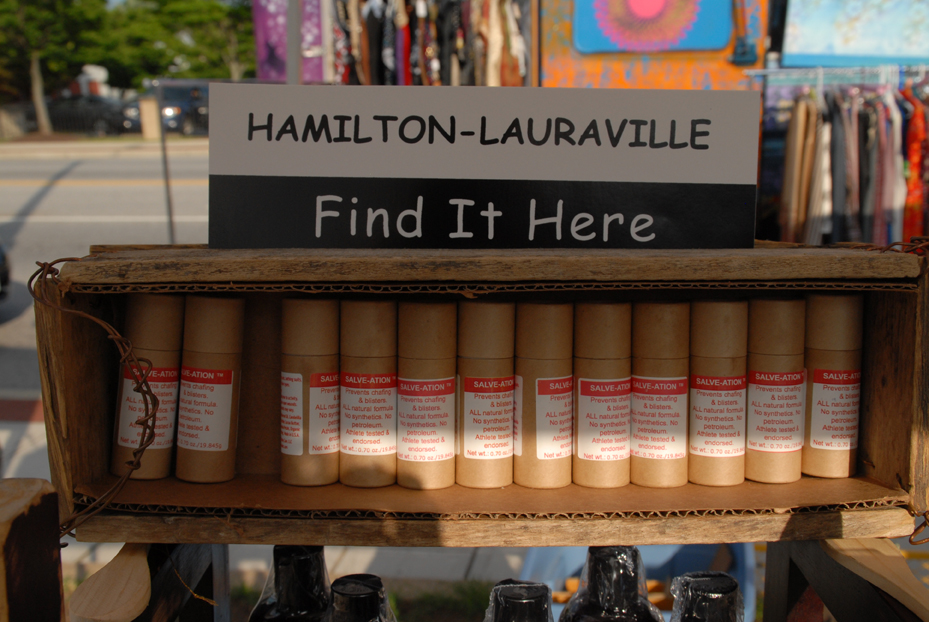 HAMILTON-LAURAVILLE
Find It Here
SALVE-ATION™
Prevents chafing
& blisters.
ALL natural formula
No synthetics. No
petroleum.
Athlete tested &
endorsed.
Net wt.: 0.70 oz./19.845